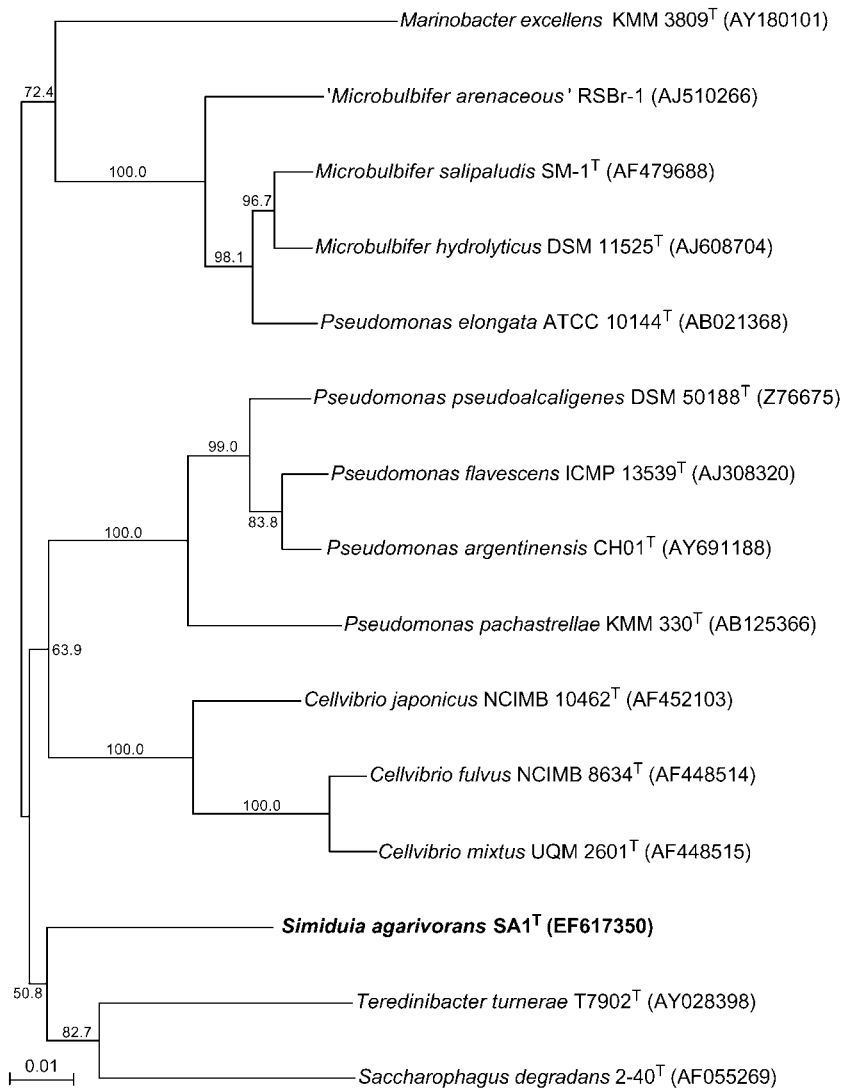 Marinobacter excellens KMM 3809T (AY180101)
72.4
'Microbulbifer arenaceous' RSBr-1 (AJ510266)
100.0
Microbulbifer salipaludis SM-1T (AF479688)
96.7
Microbulbifer hydrolyticus DSM 11525T (AJ608704)
98.1
Pseudomonas elongata ATCC 10144T (AB021368)
Pseudomonas pseudoalcaligenes DSM 50188T (Z76675)
99.0
Pseudomonas flavescens ICMP 13539T (AJ308320)
83.8
100.0
Pseudomonas argentinensis CH01T (AY691188)
Pseudomonas pachastrellae KMM 330T (AB125366)
63.9
Cellvibrio japonicus NCIMB 10462T (AF452103)
100.0
Cellvibrio fulvus NCIMB 8634T (AF448514)
100.0
Cellvibrio mixtus UQM 2601T (AF448515)
Simiduia agarivorans SA1T (EF617350)
50.8
Teredinibacter turnerae T7902T (AY028398)
82.7
0.01
Saccharophagus degradans 2-40T (AF055269)